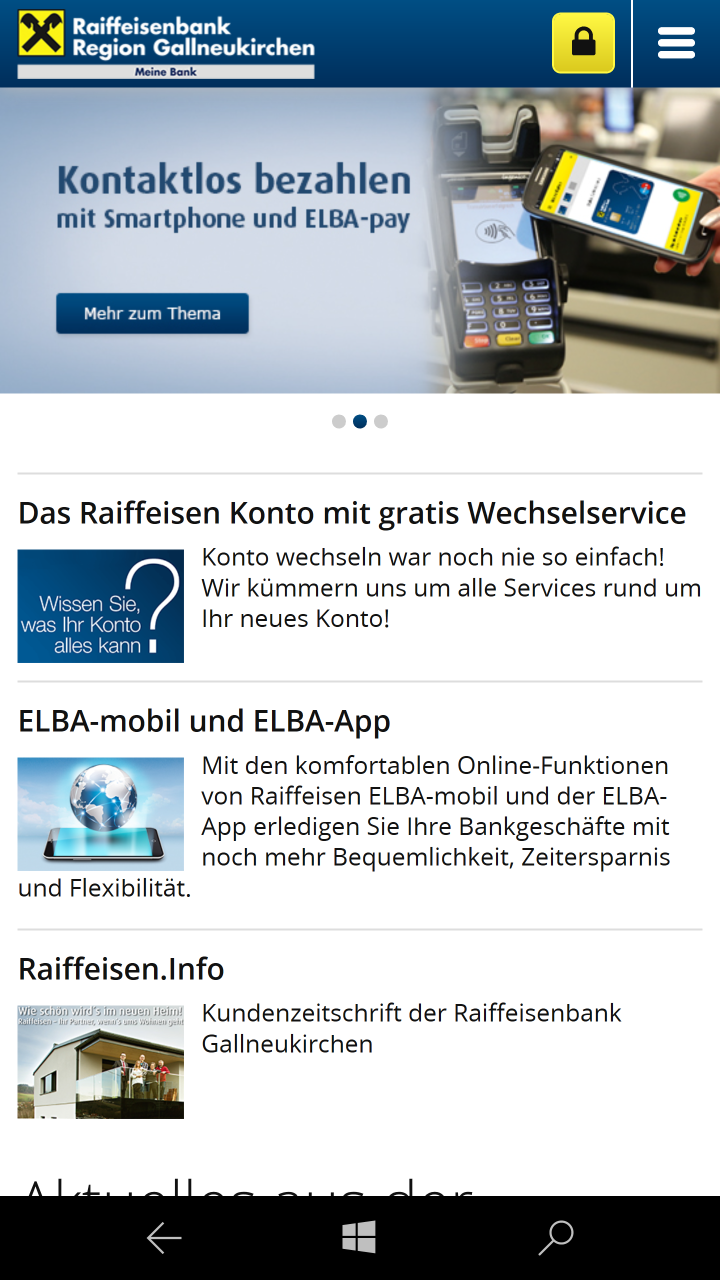 Raiffeisenbank
Region Gallneukirchen
Meine Bank
Kontaktlos bezahlen
mit Smartphone und ELBA-pay
Mehr zum Thema
Das Raiffeisen Konto mit gratis Wechselservice
Wissen Sie,
was Ihr Konto
alles kann?
Konto wechseln war noch nie so einfach!
Wir kümmern uns um alle Services rund um
Ihr neues Konto!
ELBA-mobil und ELBA-App
Mit den komfortablen Online-Funktionen
von Raiffeisen ELBA-mobil und der ELBA-
App erledigen Sie Ihre Bankgeschäfte mit
noch mehr Bequemlichkeit, Zeitersparnis
und Flexibilität.
Raiffeisen.Info
Wie schön wird's im neuen Heim!
Raiffeisen – Ihr Partner, wenn's ums Wohnen geht
Kundenzeitschrift der Raiffeisenbank
Gallneukirchen
Aktuelles aus der